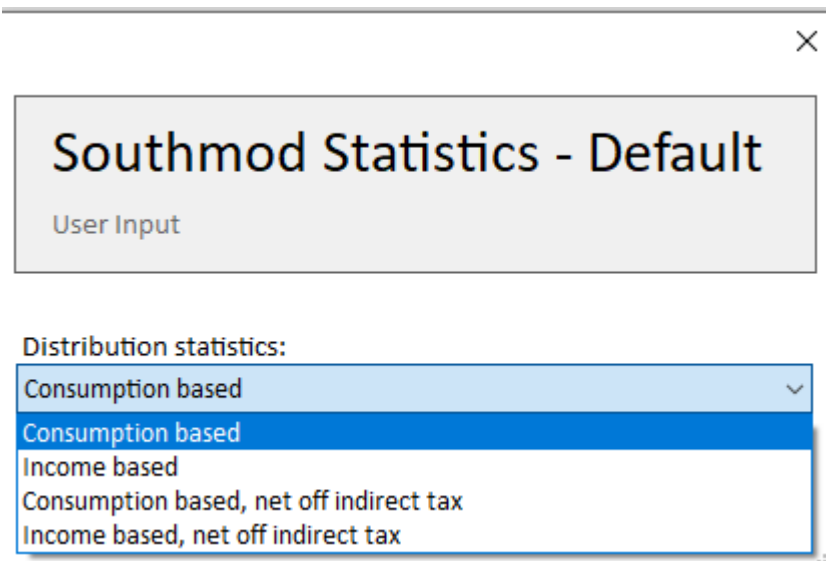 Southmod Statistics - Default
User Input
Distribution statistics:
Consumption based
Consumption based
Income based
Consumption based, net off indirect tax
Income based, net off indirect tax